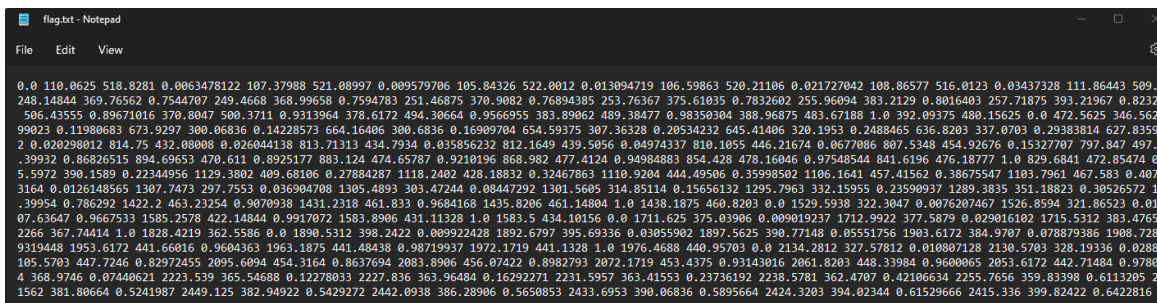 flag.txt - Notepad
File Edit View
0.0 110.0625 518.8281 0.0063478122 107.37988 521.08997 0.009579706 105.84326 522.0012 0.013094719 106.59863 520.21106 0.021727042 108.86577 516.0123 0.03437328 111.86443 509.
248.14844 369.76562 0.7544707 249.4668 368.99658 0.7594783 251.46875 370.9082 0.76894385 253.76367 375.61035 0.7832602 255.96094 383.2129 0.8016403 257.71875 393.21967 0.8232
506.43555 0.89671016 370.8047 500.3711 0.9313964 378.6172 494.30664 0.9566955 383.89062 489.38477 0.98350304 388.96875 483.67188 1.0 392.09375 480.15625 0.0 472.5625 346.562
99023 0.11980683 673.9297 300.06836 0.14228573 664.16406 300.6836 0.16909704 654.59375 307.36328 0.20534232 645.41406 320.1953 0.2488465 636.8203 337.0703 0.29383814 627.8359
2 0.020298012 814.75 432.08008 0.026044138 813.71313 434.7934 0.035856232 812.1649 439.5056 0.04974337 810.1055 446.21674 0.0677086 807.5348 454.92676 0.15327707 797.847 497.
.39932 0.86826515 894.69653 470.611 0.8925177 883.124 474.65787 0.9210196 868.982 477.4124 0.94984883 854.428 478.16046 0.97548544 841.6196 476.18777 1.0 829.6841 472.85474 0
5.5972 390.1589 0.22344956 1129.3802 409.68106 0.27884287 1118.2402 428.18832 0.32467863 1110.9204 444.49506 0.35998502 1106.1641 457.41562 0.38675547 1103.7961 467.583 0.407
3164 0.0126148565 1307.7473 297.7553 0.036904708 1305.4893 303.47244 0.08447292 1301.5605 314.85114 0.15656132 1295.7963 332.15955 0.23590937 1289.3835 351.18823 0.30526572 1
.39954 0.786292 1422.2 463.23254 0.9070938 1431.2318 461.833 0.9684168 1435.8206 461.14804 1.0 1438.1875 460.8203 0.0 1529.5938 322.3047 0.0076207467 1526.8594 321.86523 0.01
07.63647 0.9667533 1585.2578 422.14844 0.9917072 1583.8906 431.11328 1.0 1583.5 434.10156 0.0 1711.625 375.03906 0.009019237 1712.9922 377.5879 0.029016102 1715.5312 383.4765
2266 367.74414 1.0 1828.4219 362.5586 0.0 1890.5312 398.2422 0.009922428 1892.6797 395.69336 0.03055902 1897.5625 390.77148 0.05551756 1903.6172 384.9707 0.078879386 1908.728
9319448 1953.6172 441.66016 0.9604363 1963.1875 441.48438 0.98719937 1972.1719 441.1328 1.0 1976.4688 440.95703 0.0 2134.2812 327.57812 0.010807128 2130.5703 328.19336 0.0288
105.5703 447.7246 0.82972455 2095.6094 454.3164 0.8637694 2083.8906 456.07422 0.8982793 2072.1719 453.4375 0.93143016 2061.8203 448.33984 0.9600065 2053.6172 442.71484 0.9780
4 368.9746 0.07440621 2223.539 365.54688 0.12278033 2227.836 363.96484 0.16292271 2231.5957 363.41553 0.23736192 2238.5781 362.4707 0.42106634 2255.7656 359.83398 0.6113205 2
1562 381.80664 0.5241987 2449.125 382.94922 0.5429272 2442.0938 386.28906 0.5650853 2433.6953 390.06836 0.5895664 2424.3203 394.02344 0.61529666 2415.336 399.82422 0.6422816